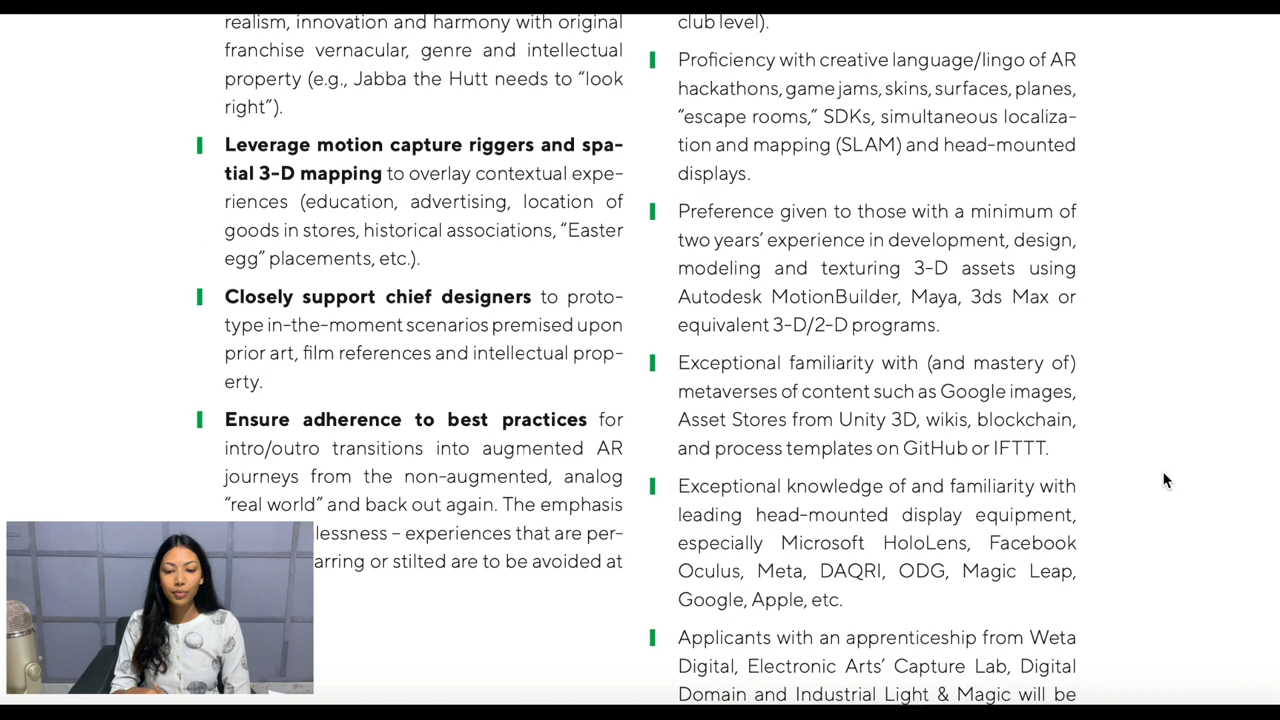 realism, innovation and harmony with original
franchise vernacular, genre and intellectual
property (e.g., Jabba the Hutt needs to “look
right”).
Leverage motion capture riggers and spa-
tial 3-D mapping to overlay contextual expe-
riences (education, advertising, location of
goods in stores, historical associations, “Easter
egg” placements, etc.).
Closely support chief designers to proto-
type in-the-moment scenarios premised upon
prior art, film references and intellectual prop-
erty.
Ensure adherence to best practices for
intro/outro transitions into augmented AR
journeys from the non-augmented, analog
“real world” and back out again. The emphasis
lessness – experiences that are per-
arring or stilted are to be avoided at
club level).
Proficiency with creative language/lingo of AR
hackathons, game jams, skins, surfaces, planes,
“escape rooms,” SDKs, simultaneous localiza-
tion and mapping (SLAM) and head-mounted
displays.
Preference given to those with a minimum of
two years’ experience in development, design,
modeling and texturing 3-D assets using
Autodesk MotionBuilder, Maya, 3ds Max or
equivalent 3-D/2-D programs.
Exceptional familiarity with (and mastery of)
metaverses of content such as Google images,
Asset Stores from Unity 3D, wikis, blockchain,
and process templates on GitHub or IFTTT.
Exceptional knowledge of and familiarity with
leading head-mounted display equipment,
especially Microsoft HoloLens, Facebook
Oculus, Meta, DAQRI, ODG, Magic Leap,
Google, Apple, etc.
Applicants with an apprenticeship from Weta
Digital, Electronic Arts’ Capture Lab, Digital
Domain and Industrial Light & Magic will be